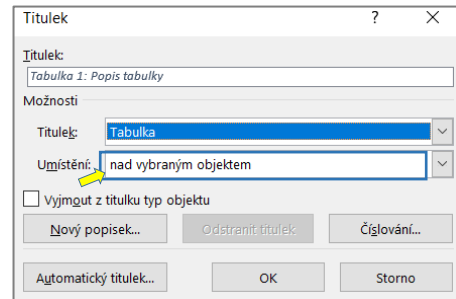 Titulek ? ×
Titulek:
Tabulka 1: Popis tabulky
Možnosti
Titulek: Tabulka
Umístění: nad vybraným objektem
Vyjmout z titulku typ objektu
Nový popisek... Odstranit titulek Číslování...
Automatický titulek... OK Storno